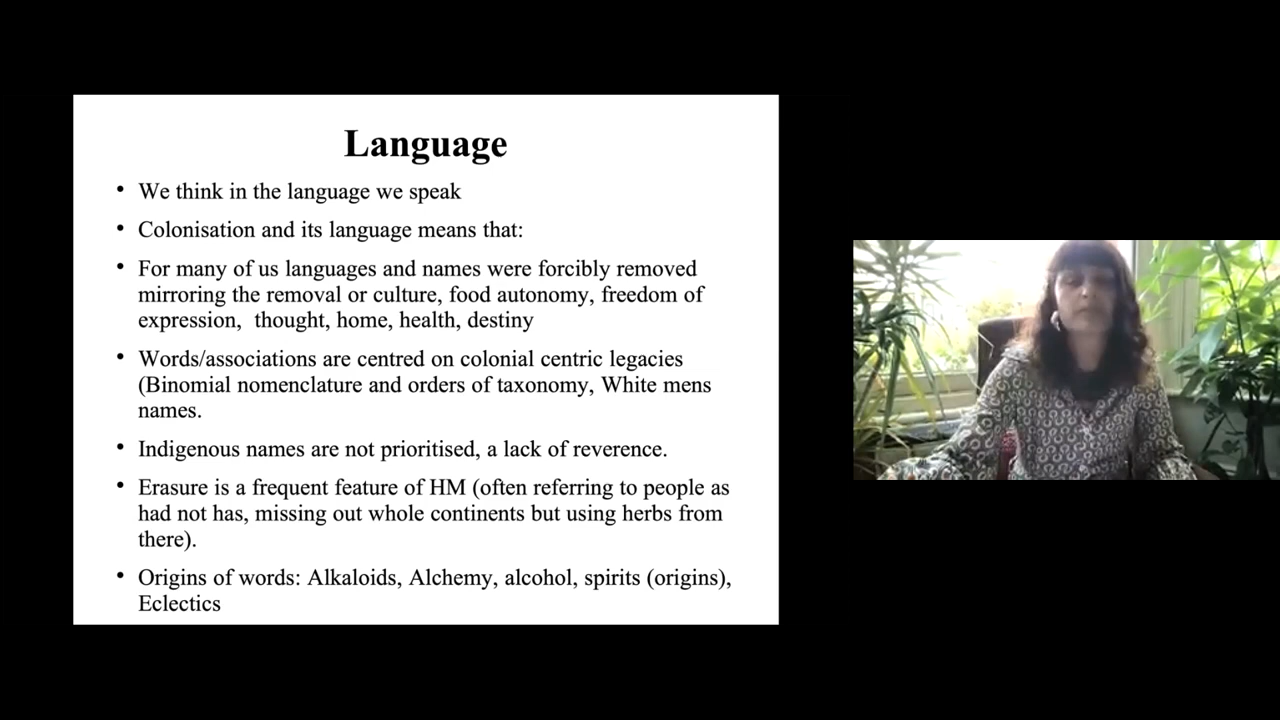 Language
• We think in the language we speak
• Colonisation and its language means that:
• For many of us languages and names were forcibly removed
mirroring the removal or culture, food autonomy, freedom of
expression,  thought, home, health, destiny
• Words/associations are centred on colonial centric legacies
(Binomial nomenclature and orders of taxonomy, White mens
names.
• Indigenous names are not prioritised, a lack of reverence.
• Erasure is a frequent feature of HM (often referring to people as
had not has, missing out whole continents but using herbs from
there).
• Origins of words: Alkaloids, Alchemy, alcohol, spirits (origins),
Eclectics